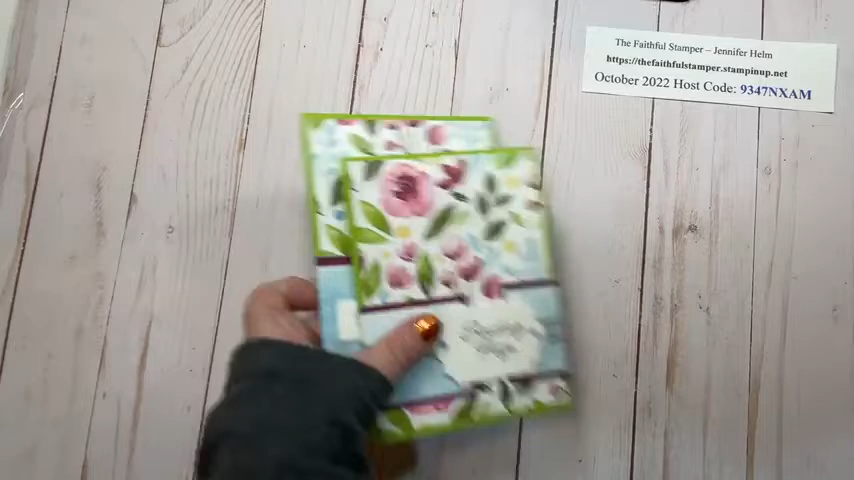 The Faithful Stamper – Jennifer Helm
https://thefaithfulstamper.stampinup.net
October 2022 Host Code: 9347NXAM